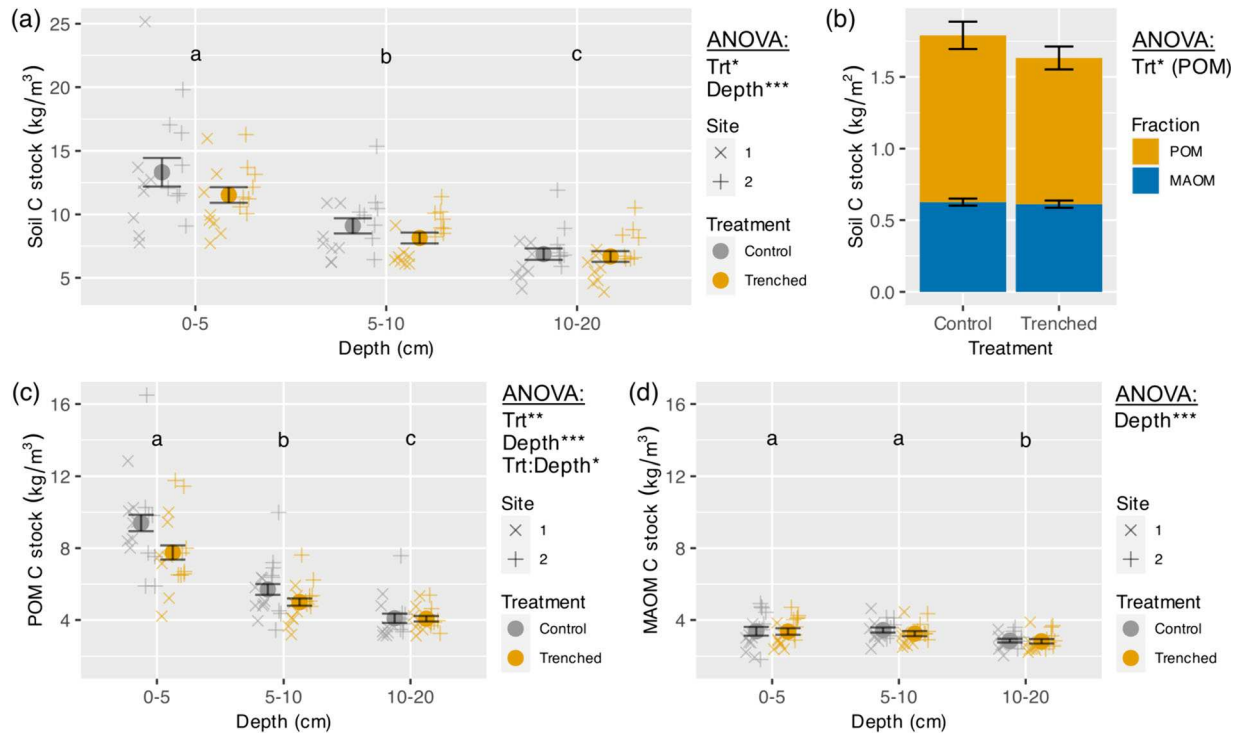 (a)
25
20
15
10
5
Soil C stock (kg/m³)
a
b
c
0-5
5-10
10-20
Depth (cm)
ANOVA:
Trt*
Depth***
Site
1
2
Treatment
Control
Trenched
(b)
1.5
1.0
0.5
0.0
Soil C stock (kg/m²)
Control
Trenched
Treatment
ANOVA:
Trt* (POM)
Fraction
POM
MAOM
(c)
16
12
8
4
POM C stock (kg/m³)
a
b
c
0-5
5-10
10-20
Depth (cm)
ANOVA:
Trt**
Depth***
Trt:Depth*
Site
1
2
Treatment
Control
Trenched
(d)
16
12
8
4
MAOM C stock (kg/m³)
a
a
b
0-5
5-10
10-20
Depth (cm)
ANOVA:
Depth***
Site
1
2
Treatment
Control
Trenched